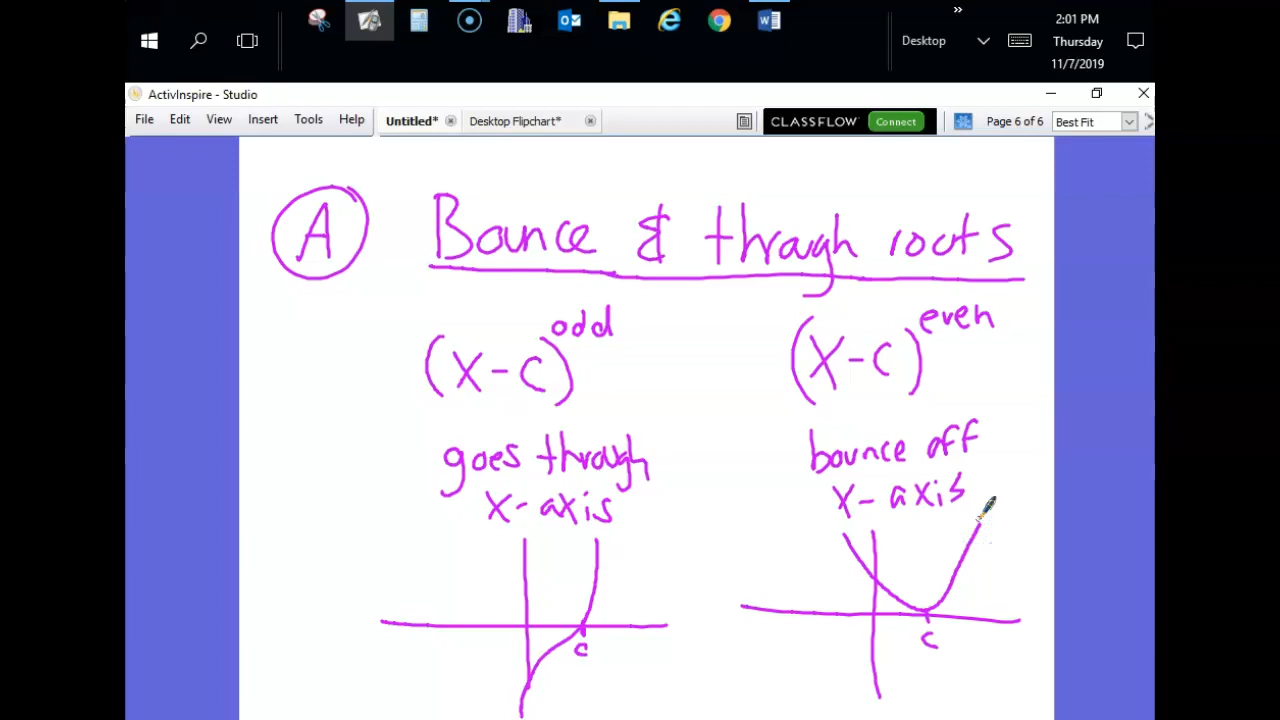 »
2:01 PM
Desktop
Thursday
11/7/2019
ActivInspire - Studio
File Edit View Insert Tools Help
Untitled* Desktop Flipchart*
CLASSFLOW Connect
Page 6 of 6 Best Fit
A Bounce & through roots
(x-c)^odd (x-c)^even
goes through bounce off
x-axis x-axis
c c